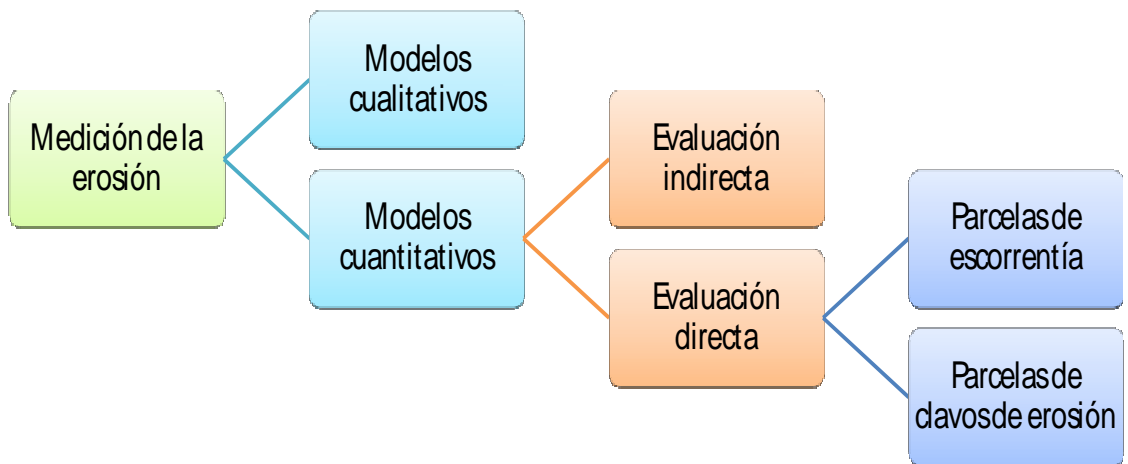 Medición de la
erosión
Modelos
cualitativos
Modelos
cuantitativos
Evaluación
indirecta
Evaluación
directa
Parcelas de
escorrentía
Parcelas de
clavos de erosión